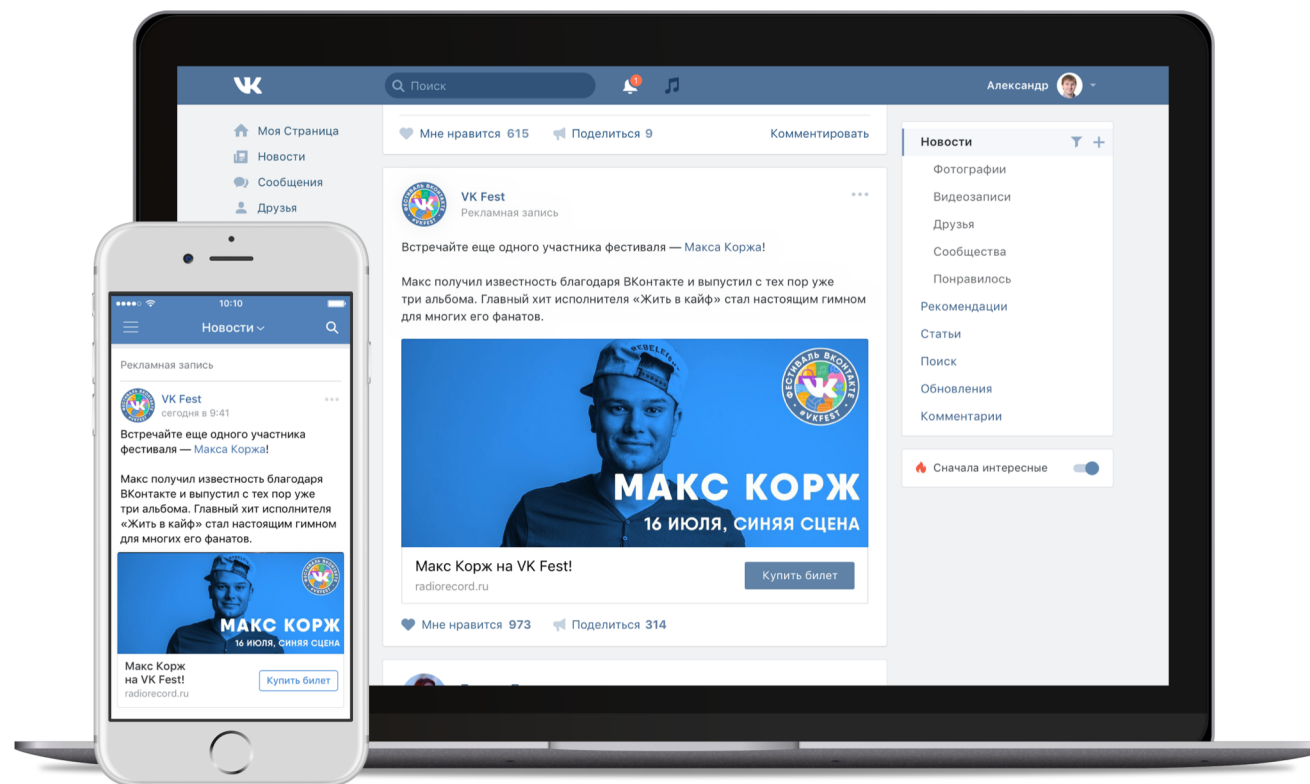 VK
Поиск
1
Александр
Моя Страница
Новости
Сообщения
Друзья
Мне нравится 615
Поделиться 9
Комментировать
VK Fest
Рекламная запись
Встречайте еще одного участника фестиваля — Макса Коржа!
Макс получил известность благодаря ВКонтакте и выпустил с тех пор уже
три альбома. Главный хит исполнителя «Жить в кайф» стал настоящим гимном
для многих его фанатов.
ФЕСТИВАЛЬ ВКОНТАКТЕ
VK
#VKFEST
МАКС КОРЖ
16 ИЮЛЯ, СИНЯЯ СЦЕНА
Макс Корж на VK Fest!
radiorecord.ru
Купить билет
Мне нравится 973
Поделиться 314
Новости
Фотографии
Видеозаписи
Друзья
Сообщества
Понравилось
Рекомендации
Статьи
Поиск
Обновления
Комментарии
Сначала интересные
10:10
Новости
Рекламная запись
VK Fest
сегодня в 9:41
Встречайте еще одного участника
фестиваля — Макса Коржа!
Макс получил известность благодаря
ВКонтакте и выпустил с тех пор уже
три альбома. Главный хит исполнителя
«Жить в кайф» стал настоящим гимном
для многих его фанатов.
МАКС КОРЖ
16 ИЮЛЯ, СИНЯЯ СЦЕНА
Макс Корж
на VK Fest!
radiorecord.ru
Купить билет